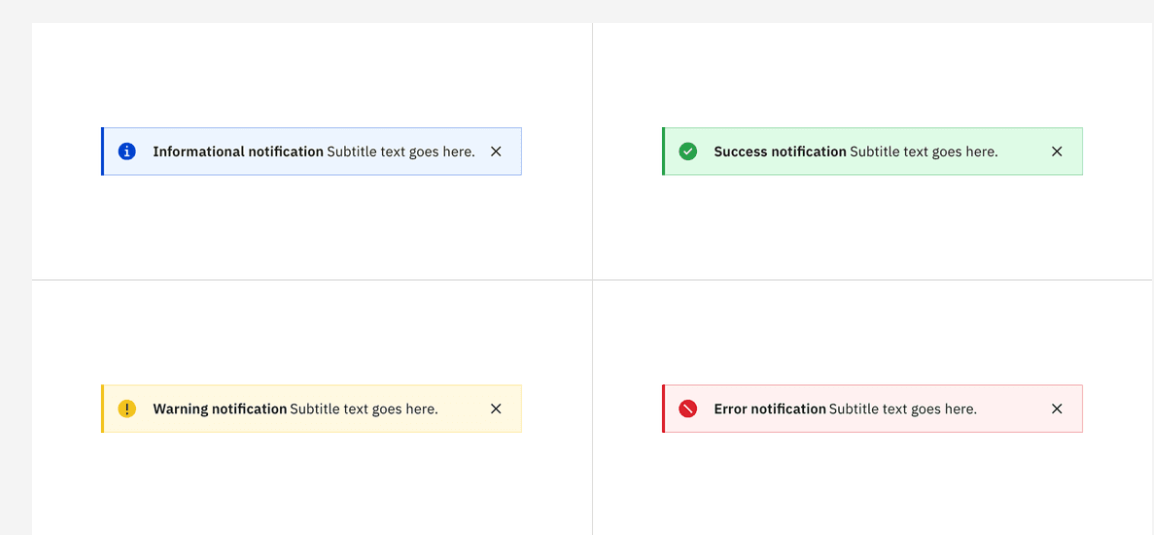 Informational notification Subtitle text goes here.
Success notification Subtitle text goes here.
Warning notification Subtitle text goes here.
Error notification Subtitle text goes here.